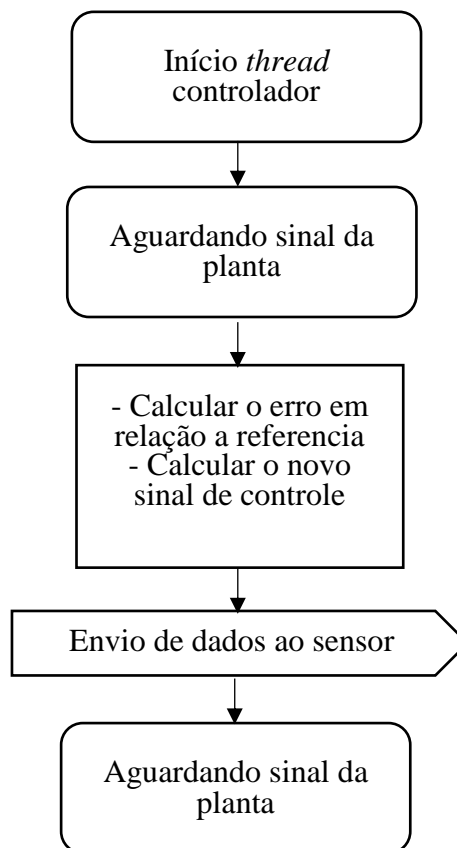 Início thread
controlador
Aguardando sinal da
planta
- Calcular o erro em
relação a referencia
- Calcular o novo
sinal de controle
Envio de dados ao sensor
Aguardando sinal da
planta